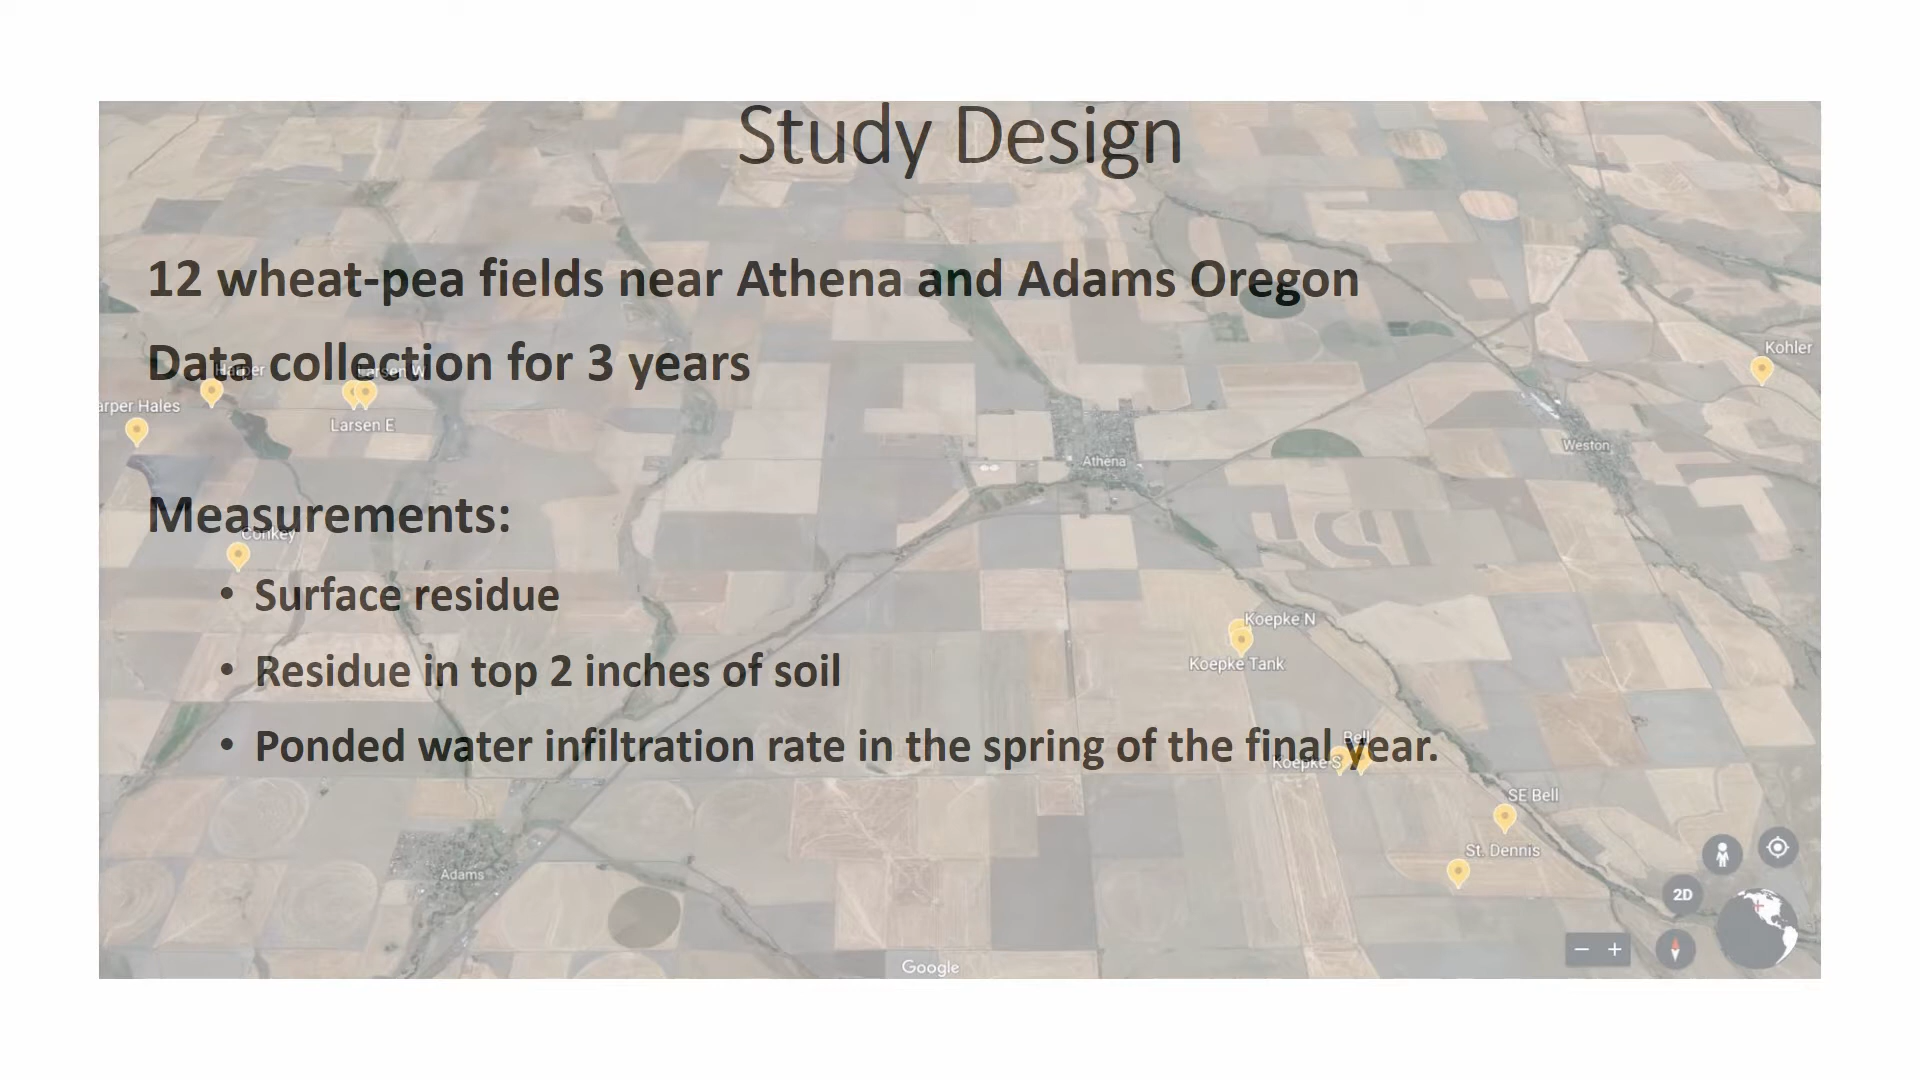 Study Design
12 wheat-pea fields near Athena and Adams Oregon
Data collection for 3 years
Measurements:
• Surface residue
• Residue in top 2 inches of soil
• Ponded water infiltration rate in the spring of the final year.
Harper
Larsen W
arper Hales
Larsen E
Kohler
Athena
Weston
Conkey
Koepke N
Koepke Tank
Bell
Koepke S
SE Bell
St. Dennis
Adams
2D
Google